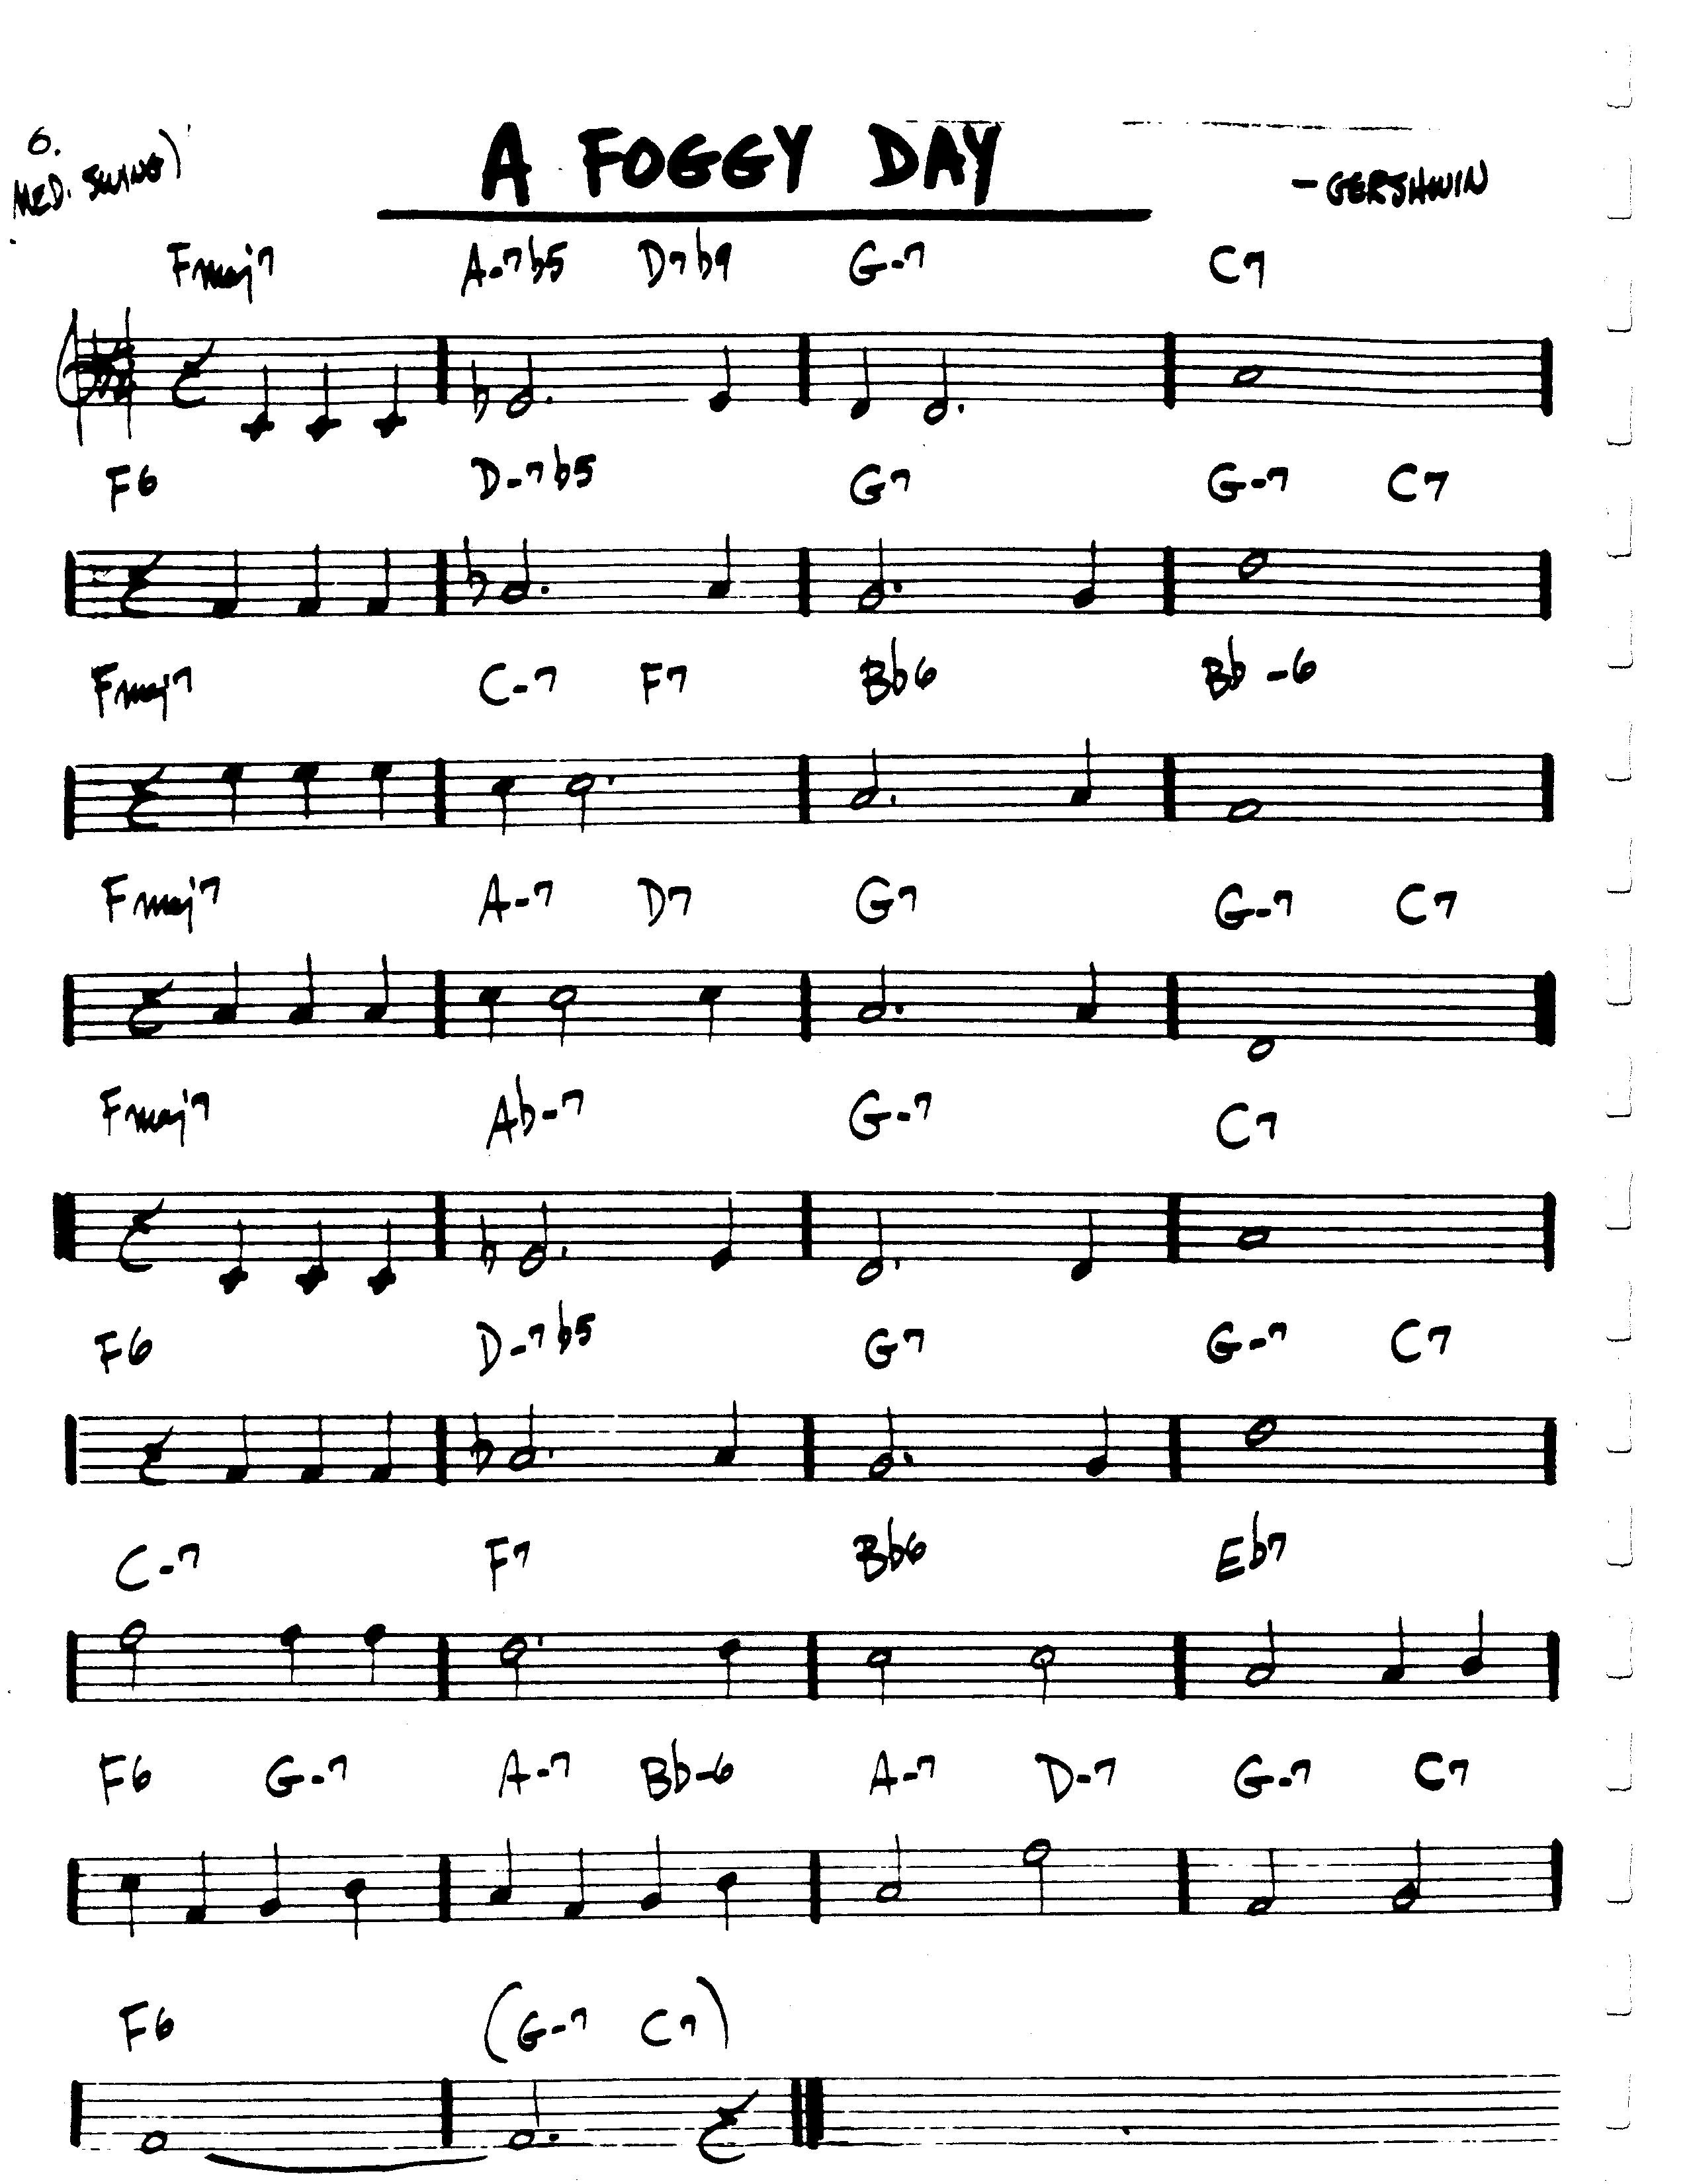 6.
A FOGGY DAY
MED. SWING)
- GERSHWIN
Fmaj7 A-7b5 D7b9 G-7 C7
F6 D-7b5 G7 G-7 C7
Fmaj7 C-7 F7 Bb6 Bb-6
Fmaj7 A-7 D7 G7 G-7 C7
Fmaj7 Ab-7 G-7 C7
F6 D-7b5 G7 G-7 C7
C-7 F7 Bb6 Eb7
F6 G-7 A-7 Bb-6 A-7 D-7 G-7 C7
F6 (G-7 C7)